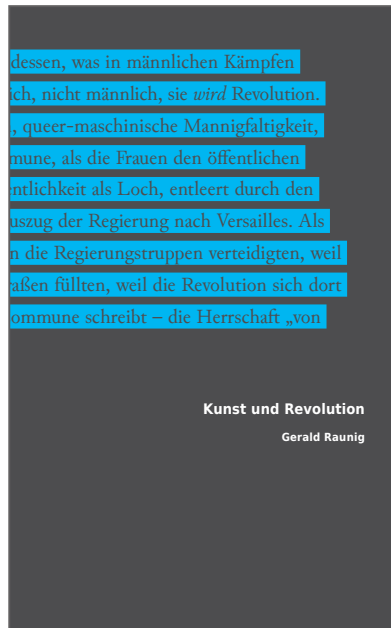 dessen, was in männlichen Kämpfen
ich, nicht männlich, sie wird Revolution.
, queer-maschinische Mannigfaltigkeit,
mune, als die Frauen den öffentlichen
entlichkeit als Loch, entleert durch den
uszug der Regierung nach Versailles. Als
n die Regierungstruppen verteidigten, weil
raßen füllten, weil die Revolution sich dort
ommune schreibt – die Herrschaft „von
Kunst und Revolution
Gerald Raunig